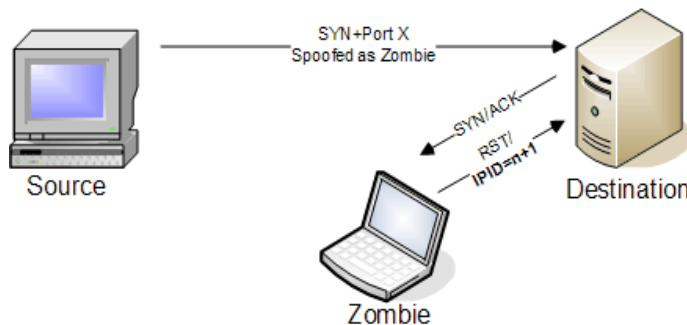 SYN+Port X
Spoofed as Zombie
SYN/ACK
RST/
IPID=n+1
Source
Destination
Zombie